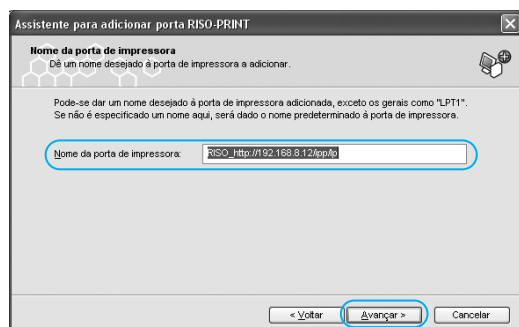 Assistente para adicionar porta RISO-PRINT
Nome da porta de impressora
Dê um nome desejado à porta de impressora a adicionar.
Pode-se dar um nome desejado à porta de impressora adicionada, exceto os gerais como "LPT1".
Se não é especificado um nome aqui, será dado o nome predeterminado à porta de impressora.
Nome da porta de impressora: RISO_http://192.168.8.12/ipp/lp
< Voltar Avançar > Cancelar